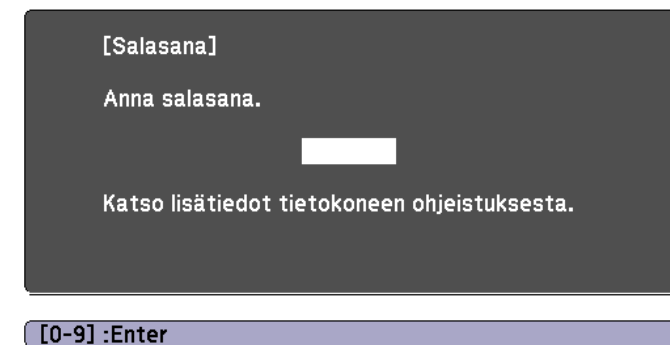 [Salasana]
Anna salasana.
Katso lisätiedot tietokoneen ohjeistuksesta.
[0-9] :Enter